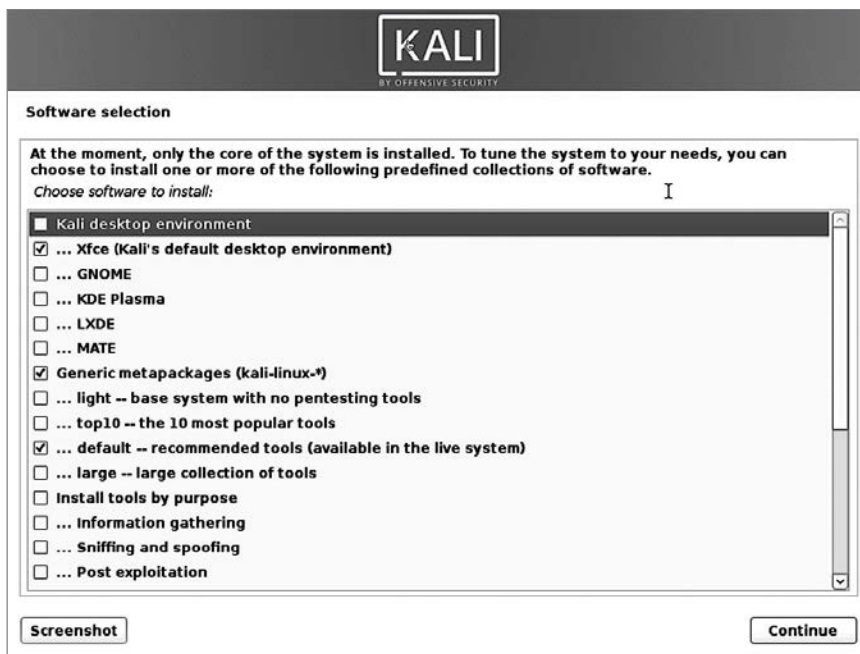 KALI
BY OFFENSIVE SECURITY
Software selection
At the moment, only the core of the system is installed. To tune the system to your needs, you can
choose to install one or more of the following predefined collections of software.
Choose software to install:
Kali desktop environment
... Xfce (Kali's default desktop environment)
... GNOME
... KDE Plasma
... LXDE
... MATE
Generic metapackages (kali-linux-*)
... light -- base system with no pentesting tools
... top10 -- the 10 most popular tools
... default -- recommended tools (available in the live system)
... large -- large collection of tools
Install tools by purpose
... Information gathering
... Sniffing and spoofing
... Post exploitation
Screenshot
Continue